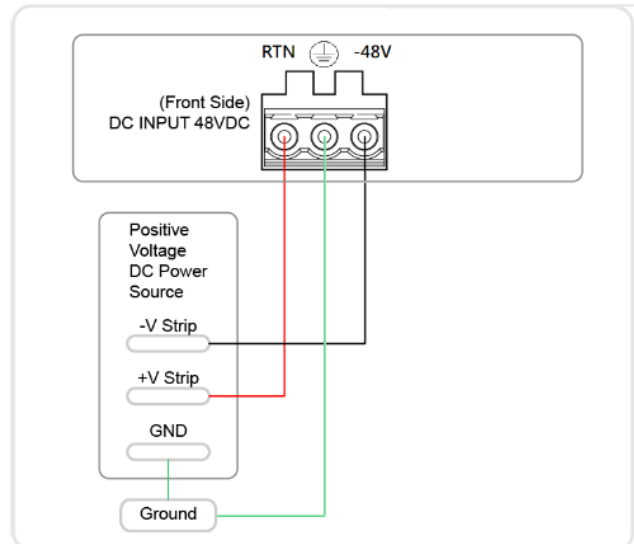 RTN -48V
(Front Side)
DC INPUT 48VDC
Positive
Voltage
DC Power
Source
-V Strip
+V Strip
GND
Ground